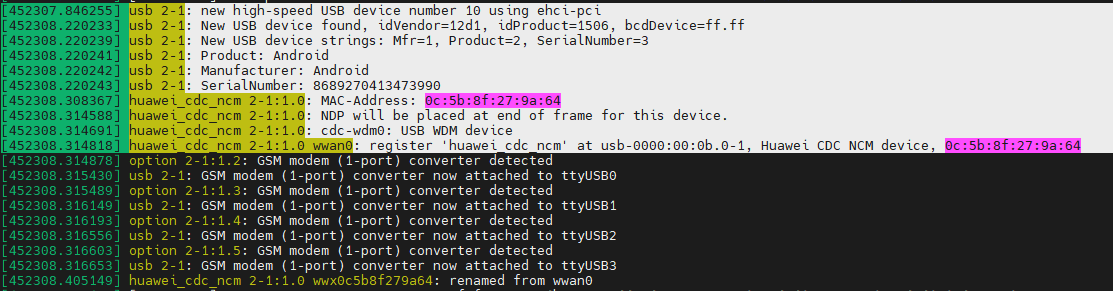 [452307.846255] usb 2-1: new high-speed USB device number 10 using ehci-pci
[452308.220228] usb 2-1: New USB device found, idVendor=12d1, idProduct=1506, bcdDevice=ff.ff
[452308.220239] usb 2-1: New USB device strings: Mfr=1, Product=2, SerialNumber=3
[452308.220241] usb 2-1: Product: Android
[452308.220242] usb 2-1: Manufacturer: Android
[452308.220243] usb 2-1: SerialNumber: 8689270413473990
[452308.308367] huawei_cdc_ncm 2-1:1.0: MAC-Address: 0c:5b:8f:27:9a:64
[452308.314588] huawei_cdc_ncm 2-1:1.0: NDP will be placed at end of frame for this device.
[452308.314691] huawei_cdc_ncm 2-1:1.0: cdc-wdm0: USB WDM device
[452308.314818] huawei_cdc_ncm 2-1:1.0 wwan0: register 'huawei_cdc_ncm' at usb-0000:00:0b.0-1, Huawei CDC NCM device, 0c:5b:8f:27:9a:64
[452308.314878] option 2-1:1.2: GSM modem (1-port) converter detected
[452308.315430] usb 2-1: GSM modem (1-port) converter now attached to ttyUSB0
[452308.315489] option 2-1:1.3: GSM modem (1-port) converter detected
[452308.316149] usb 2-1: GSM modem (1-port) converter now attached to ttyUSB1
[452308.316193] option 2-1:1.4: GSM modem (1-port) converter detected
[452308.316556] usb 2-1: GSM modem (1-port) converter now attached to ttyUSB2
[452308.316603] option 2-1:1.5: GSM modem (1-port) converter detected
[452308.316653] usb 2-1: GSM modem (1-port) converter now attached to ttyUSB3
[452308.405149] huawei_cdc_ncm 2-1:1.0 wwx0c5b8f279a64: renamed from wwan0